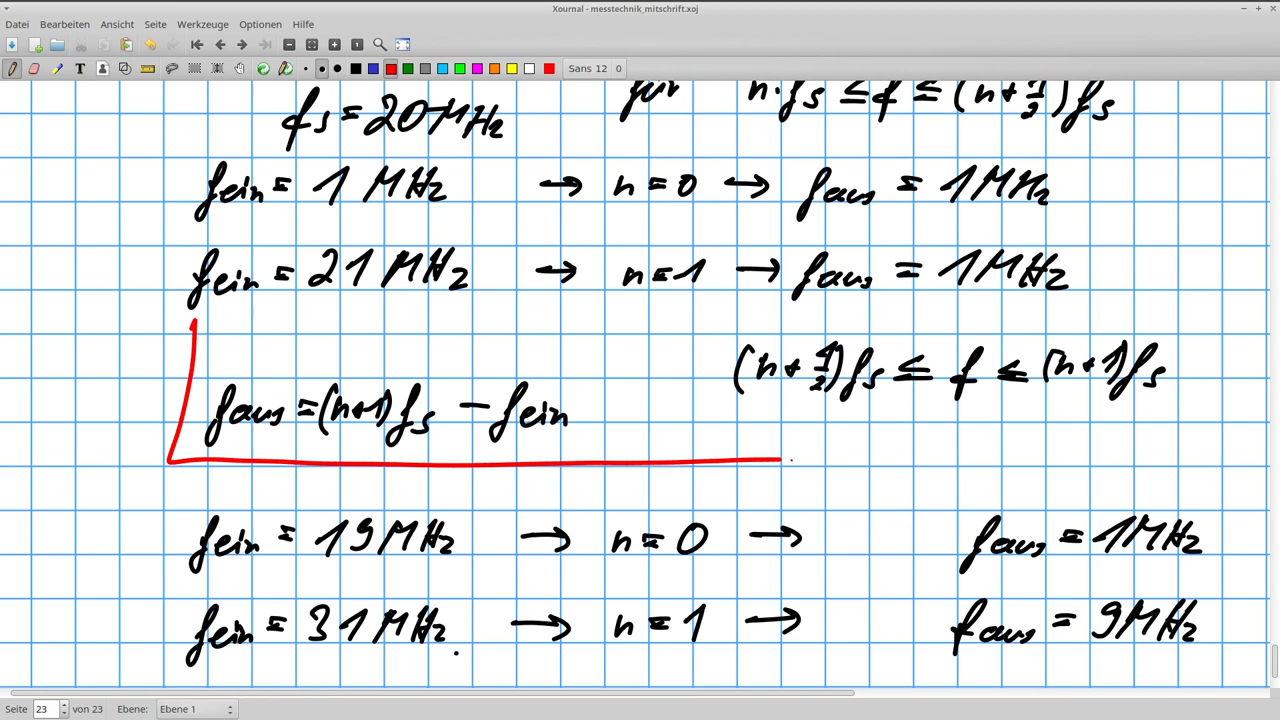 Xournal - messtechnik_mitschrift.xoj
Datei Bearbeiten Ansicht Seite Werkzeuge Optionen Hilfe
Sans 12 0
fs = 20 MHz für n·fs ≤ f ≤ (n+1/2) fs
fein = 1 MHz → n = 0 → faus = 1 MHz
fein = 21 MHz → n = 1 → faus = 1 MHz
(n+1/2) fs ≤ f ≤ (n+1) fs
faus = (n+1) fs - fein
fein = 19 MHz → n = 0 → faus = 1 MHz
fein = 31 MHz → n = 1 → faus = 9 MHz
Seite 23 von 23 Ebene: Ebene 1